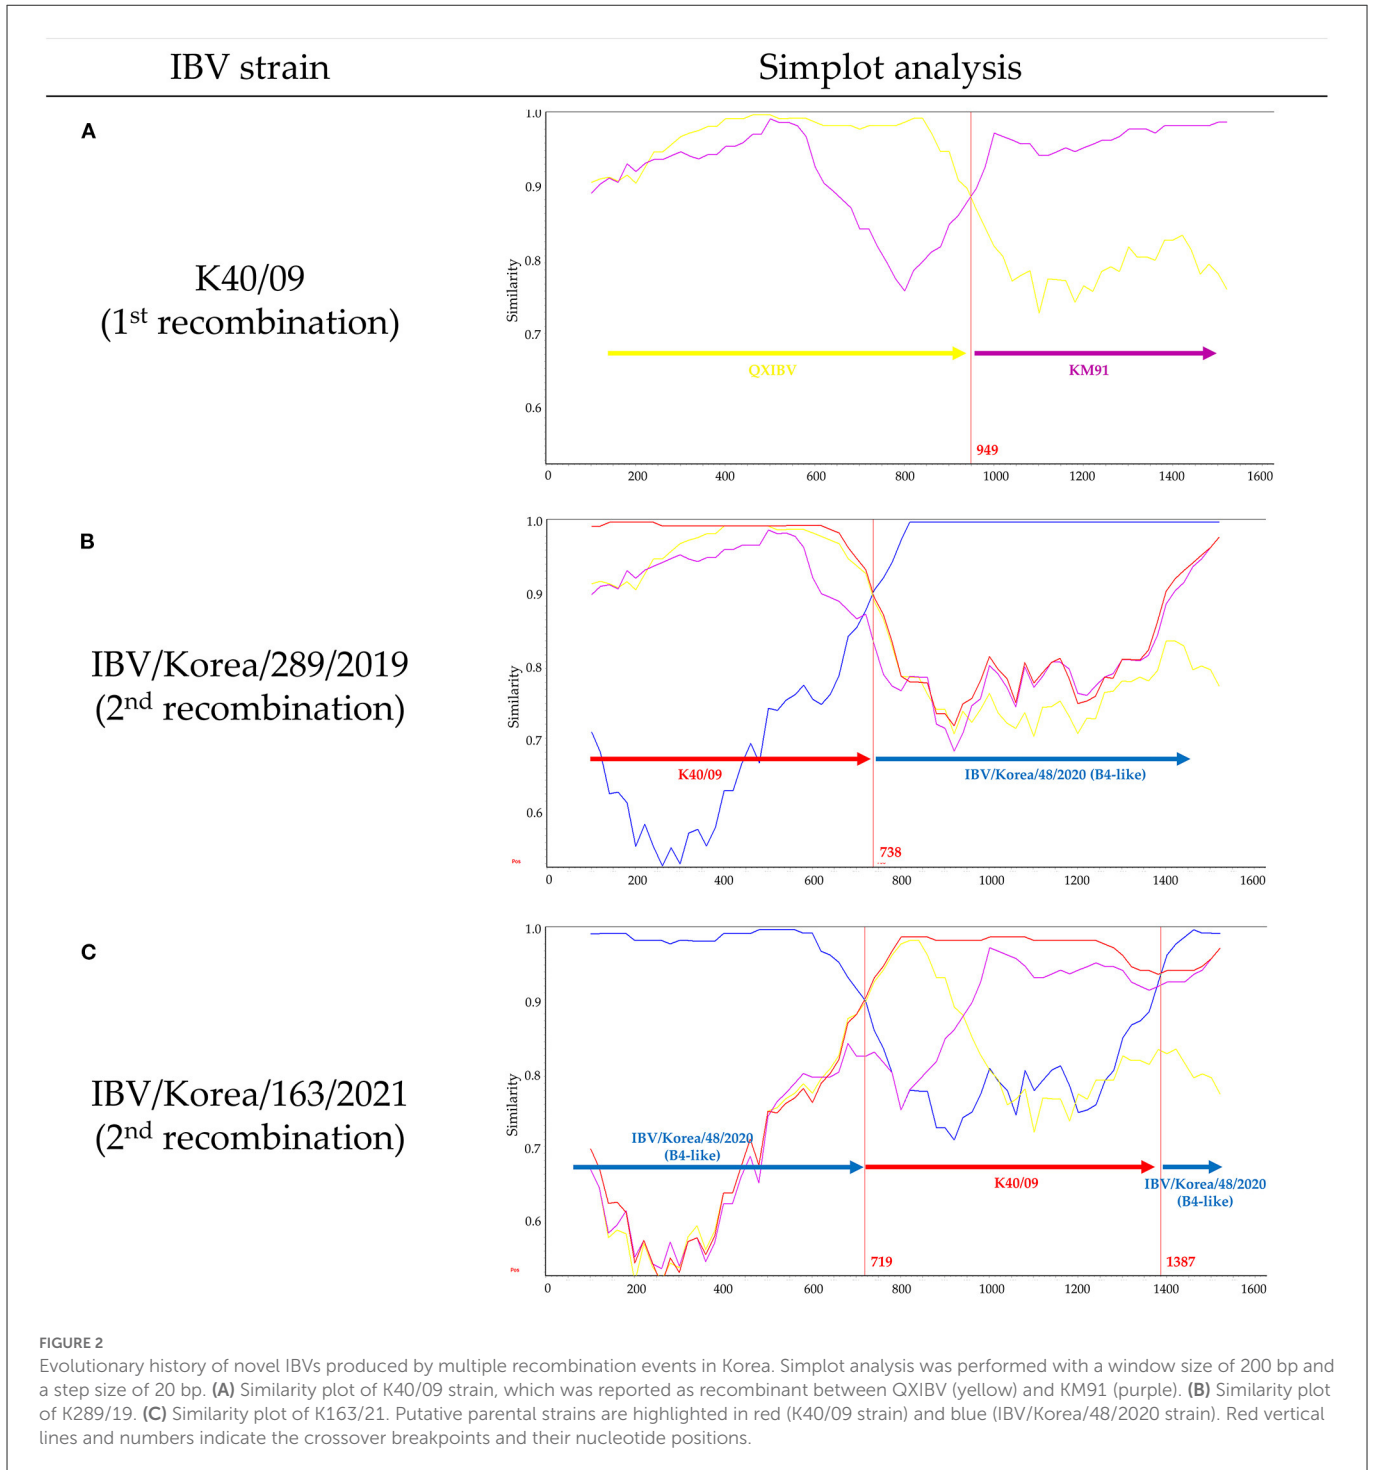 IBV strain Simplot analysis
A
1.0
0.9
0.8
0.7
0.6
Similarity
K40/09
(1st recombination)
QXIBV
KM91
949
0 200 400 600 800 1000 1200 1400 1600
B
1.0
0.9
0.8
0.7
0.6
Similarity
IBV/Korea/289/2019
(2nd recombination)
K40/09
IBV/Korea/48/2020 (B4-like)
738
Pos
0 200 400 600 800 1000 1200 1400 1600
C
1.0
0.9
0.8
0.7
0.6
Similarity
IBV/Korea/163/2021
(2nd recombination)
IBV/Korea/48/2020
(B4-like)
K40/09
IBV/Korea/48/2020
(B4-like)
719
1387
Pos
0 200 400 600 800 1000 1200 1400 1600
FIGURE 2
Evolutionary history of novel IBVs produced by multiple recombination events in Korea. Simplot analysis was performed with a window size of 200 bp and
a step size of 20 bp. (A) Similarity plot of K40/09 strain, which was reported as recombinant between QXIBV (yellow) and KM91 (purple). (B) Similarity plot
of K289/19. (C) Similarity plot of K163/21. Putative parental strains are highlighted in red (K40/09 strain) and blue (IBV/Korea/48/2020 strain). Red vertical
lines and numbers indicate the crossover breakpoints and their nucleotide positions.